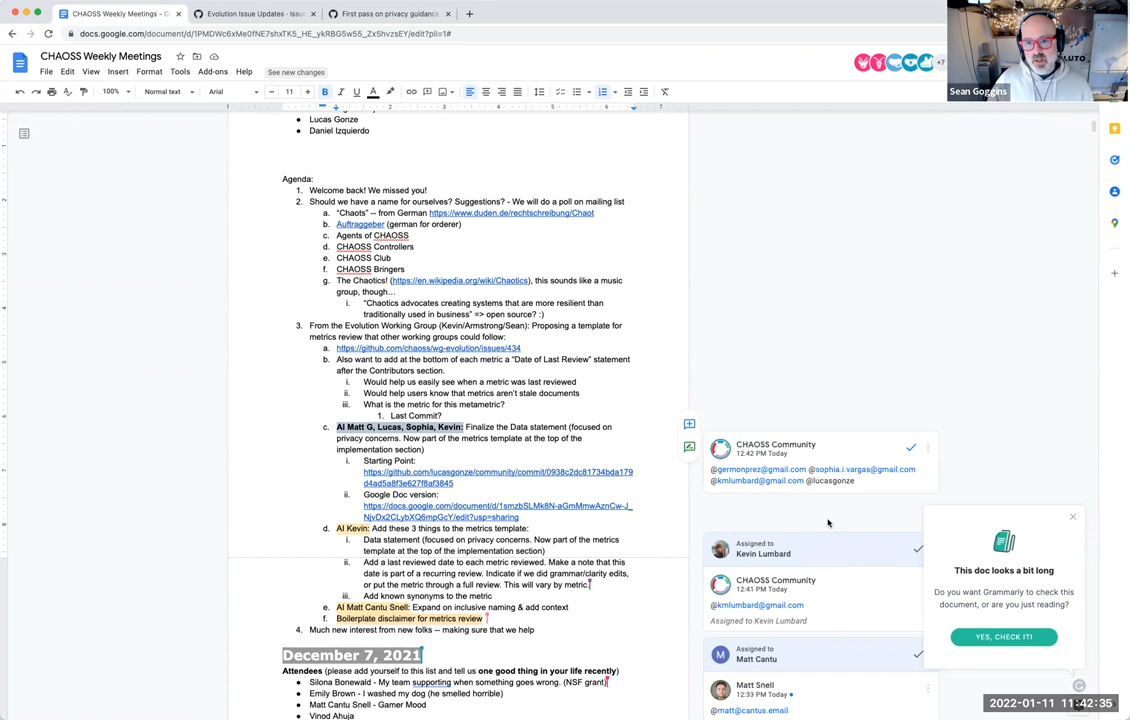 CHAOSS Weekly Meetings - G
Evolution Issue Updates · Issu
First pass on privacy guidance
docs.google.com/document/d/1PMDWc6xMe0fNE7shxTK5_HE_ykRBG5w55_Zx5hvzsEY/edit?pli=1#
CHAOSS Weekly Meetings
File Edit View Insert Format Tools Add-ons Help See new changes
+7
100% Normal text Arial 11
Sean Goggins
Lucas Gonze
Daniel Izquierdo
Agenda:
1. Welcome back! We missed you!
2. Should we have a name for ourselves? Suggestions? - We will do a poll on mailing list
a. “Chaots” -- from German https://www.duden.de/rechtschreibung/Chaot
b. Auftraggeber (german for orderer)
c. Agents of CHAOSS
d. CHAOSS Controllers
e. CHAOSS Club
f. CHAOSS Bringers
g. The Chaotics! (https://en.wikipedia.org/wiki/Chaotics), this sounds like a music
group, though…
i. “Chaotics advocates creating systems that are more resilient than
traditionally used in business” => open source? :)
3. From the Evolution Working Group (Kevin/Armstrong/Sean): Proposing a template for
metrics review that other working groups could follow:
a. https://github.com/chaoss/wg-evolution/issues/434
b. Also want to add at the bottom of each metric a “Date of Last Review” statement
after the Contributors section.
i. Would help us easily see when a metric was last reviewed
ii. Would help users know that metrics aren’t stale documents
iii. What is the metric for this metametric?
1. Last Commit?
c. AI Matt G, Lucas, Sophia, Kevin: Finalize the Data statement (focused on
privacy concerns. Now part of the metrics template at the top of the
implementation section)
i. Starting Point:
https://github.com/lucasgonze/community/commit/0938c2dc81734bda179
d4ad5a8f3e627f8af3845
ii. Google Doc version:
https://docs.google.com/document/d/1smzbSLMk8N-aGmMmwAznCw-J_
NjvDx2CLybXQ6mpGcY/edit?usp=sharing
d. AI Kevin: Add these 3 things to the metrics template:
i. Data statement (focused on privacy concerns. Now part of the metrics
template at the top of the implementation section)
ii. Add a last reviewed date to each metric reviewed. Make a note that this
date is part of a recurring review. Indicate if we did grammar/clarity edits,
or put the metric through a full review. This will vary by metric.
iii. Add known synonyms to the metric
e. AI Matt Cantu Snell: Expand on inclusive naming & add context
f. Boilerplate disclaimer for metrics review
4. Much new interest from new folks -- making sure that we help
December 7, 2021
Attendees (please add yourself to this list and tell us one good thing in your life recently)
Silona Bonewald - My team supporting when something goes wrong. (NSF grant)
Emily Brown - I washed my dog (he smelled horrible)
Matt Cantu Snell - Gamer Mood
Vinod Ahuja
CHAOSS Community
12:42 PM Today
@germonprez@gmail.com @sophia.i.vargas@gmail.com
@kmlumbard@gmail.com @lucasgonze
Assigned to
Kevin Lumbard
CHAOSS Community
12:41 PM Today
@kmlumbard@gmail.com
Assigned to Kevin Lumbard
Assigned to
Matt Cantu
Matt Snell
12:33 PM Today
@matt@cantus.email
This doc looks a bit long
Do you want Grammarly to check this
document, or are you just reading?
YES, CHECK IT!
2022-01-11 11:42:35